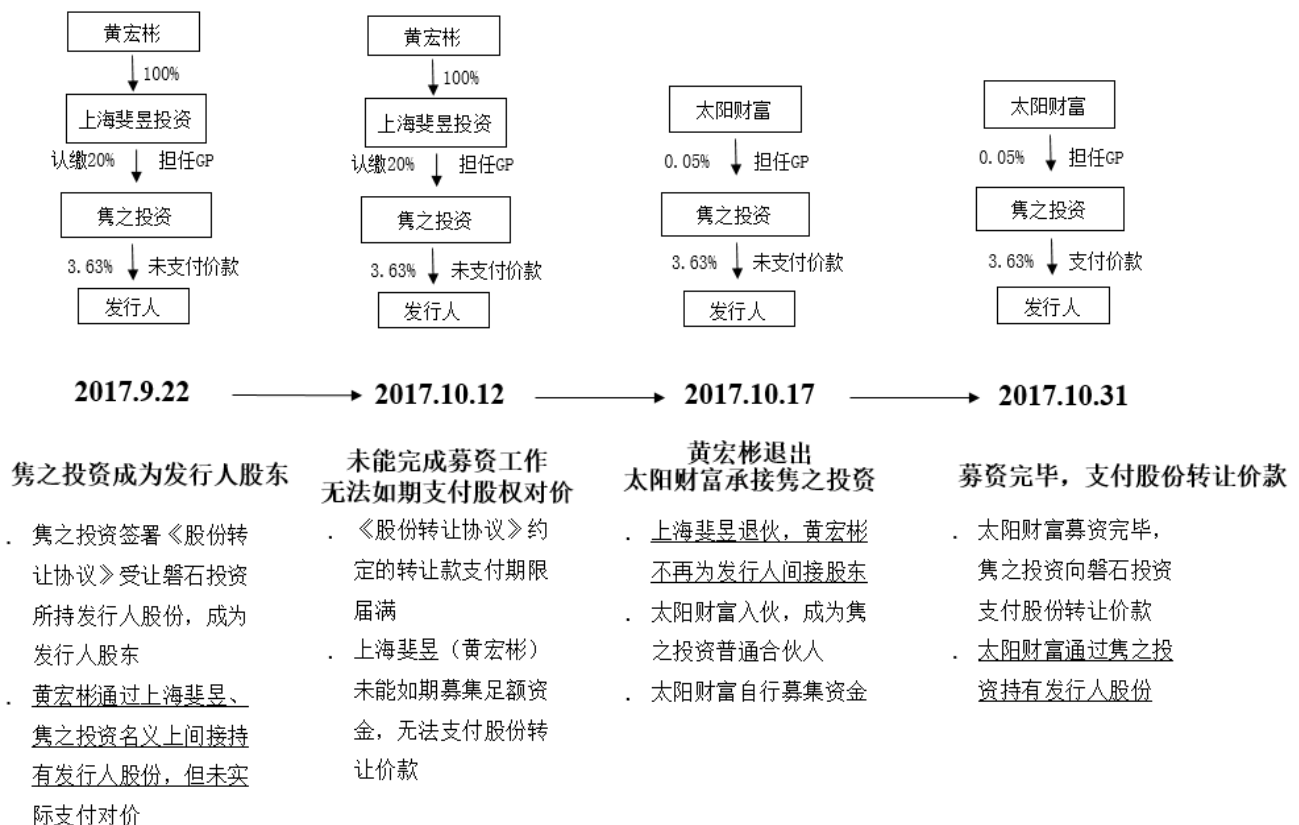 黄宏彬
100%
上海斐昱投资
认缴20% 担任GP
隽之投资
3.63% 未支付价款
发行人
黄宏彬
100%
上海斐昱投资
认缴20% 担任GP
隽之投资
3.63% 未支付价款
发行人
太阳财富
0.05% 担任GP
隽之投资
3.63% 未支付价款
发行人
太阳财富
0.05% 担任GP
隽之投资
3.63% 支付价款
发行人
2017.9.22
2017.10.12
2017.10.17
2017.10.31
隽之投资成为发行人股东
. 隽之投资签署《股份转
让协议》受让磐石投资
所持发行人股份，成为
发行人股东
. 黄宏彬通过上海斐昱、
隽之投资名义上间接持
有发行人股份，但未实
际支付对价
未能完成募资工作
无法如期支付股权对价
. 《股份转让协议》约
定的转让款支付期限
届满
. 上海斐昱（黄宏彬）
未能如期募集足额资
金，无法支付股份转
让价款
黄宏彬退出
太阳财富承接隽之投资
. 上海斐昱退伙，黄宏彬
不再为发行人间接股东
. 太阳财富入伙，成为隽
之投资普通合伙人
. 太阳财富自行募集资金
募资完毕，支付股份转让价款
. 太阳财富募资完毕，
隽之投资向磐石投资
支付股份转让价款
. 太阳财富通过隽之投
资持有发行人股份